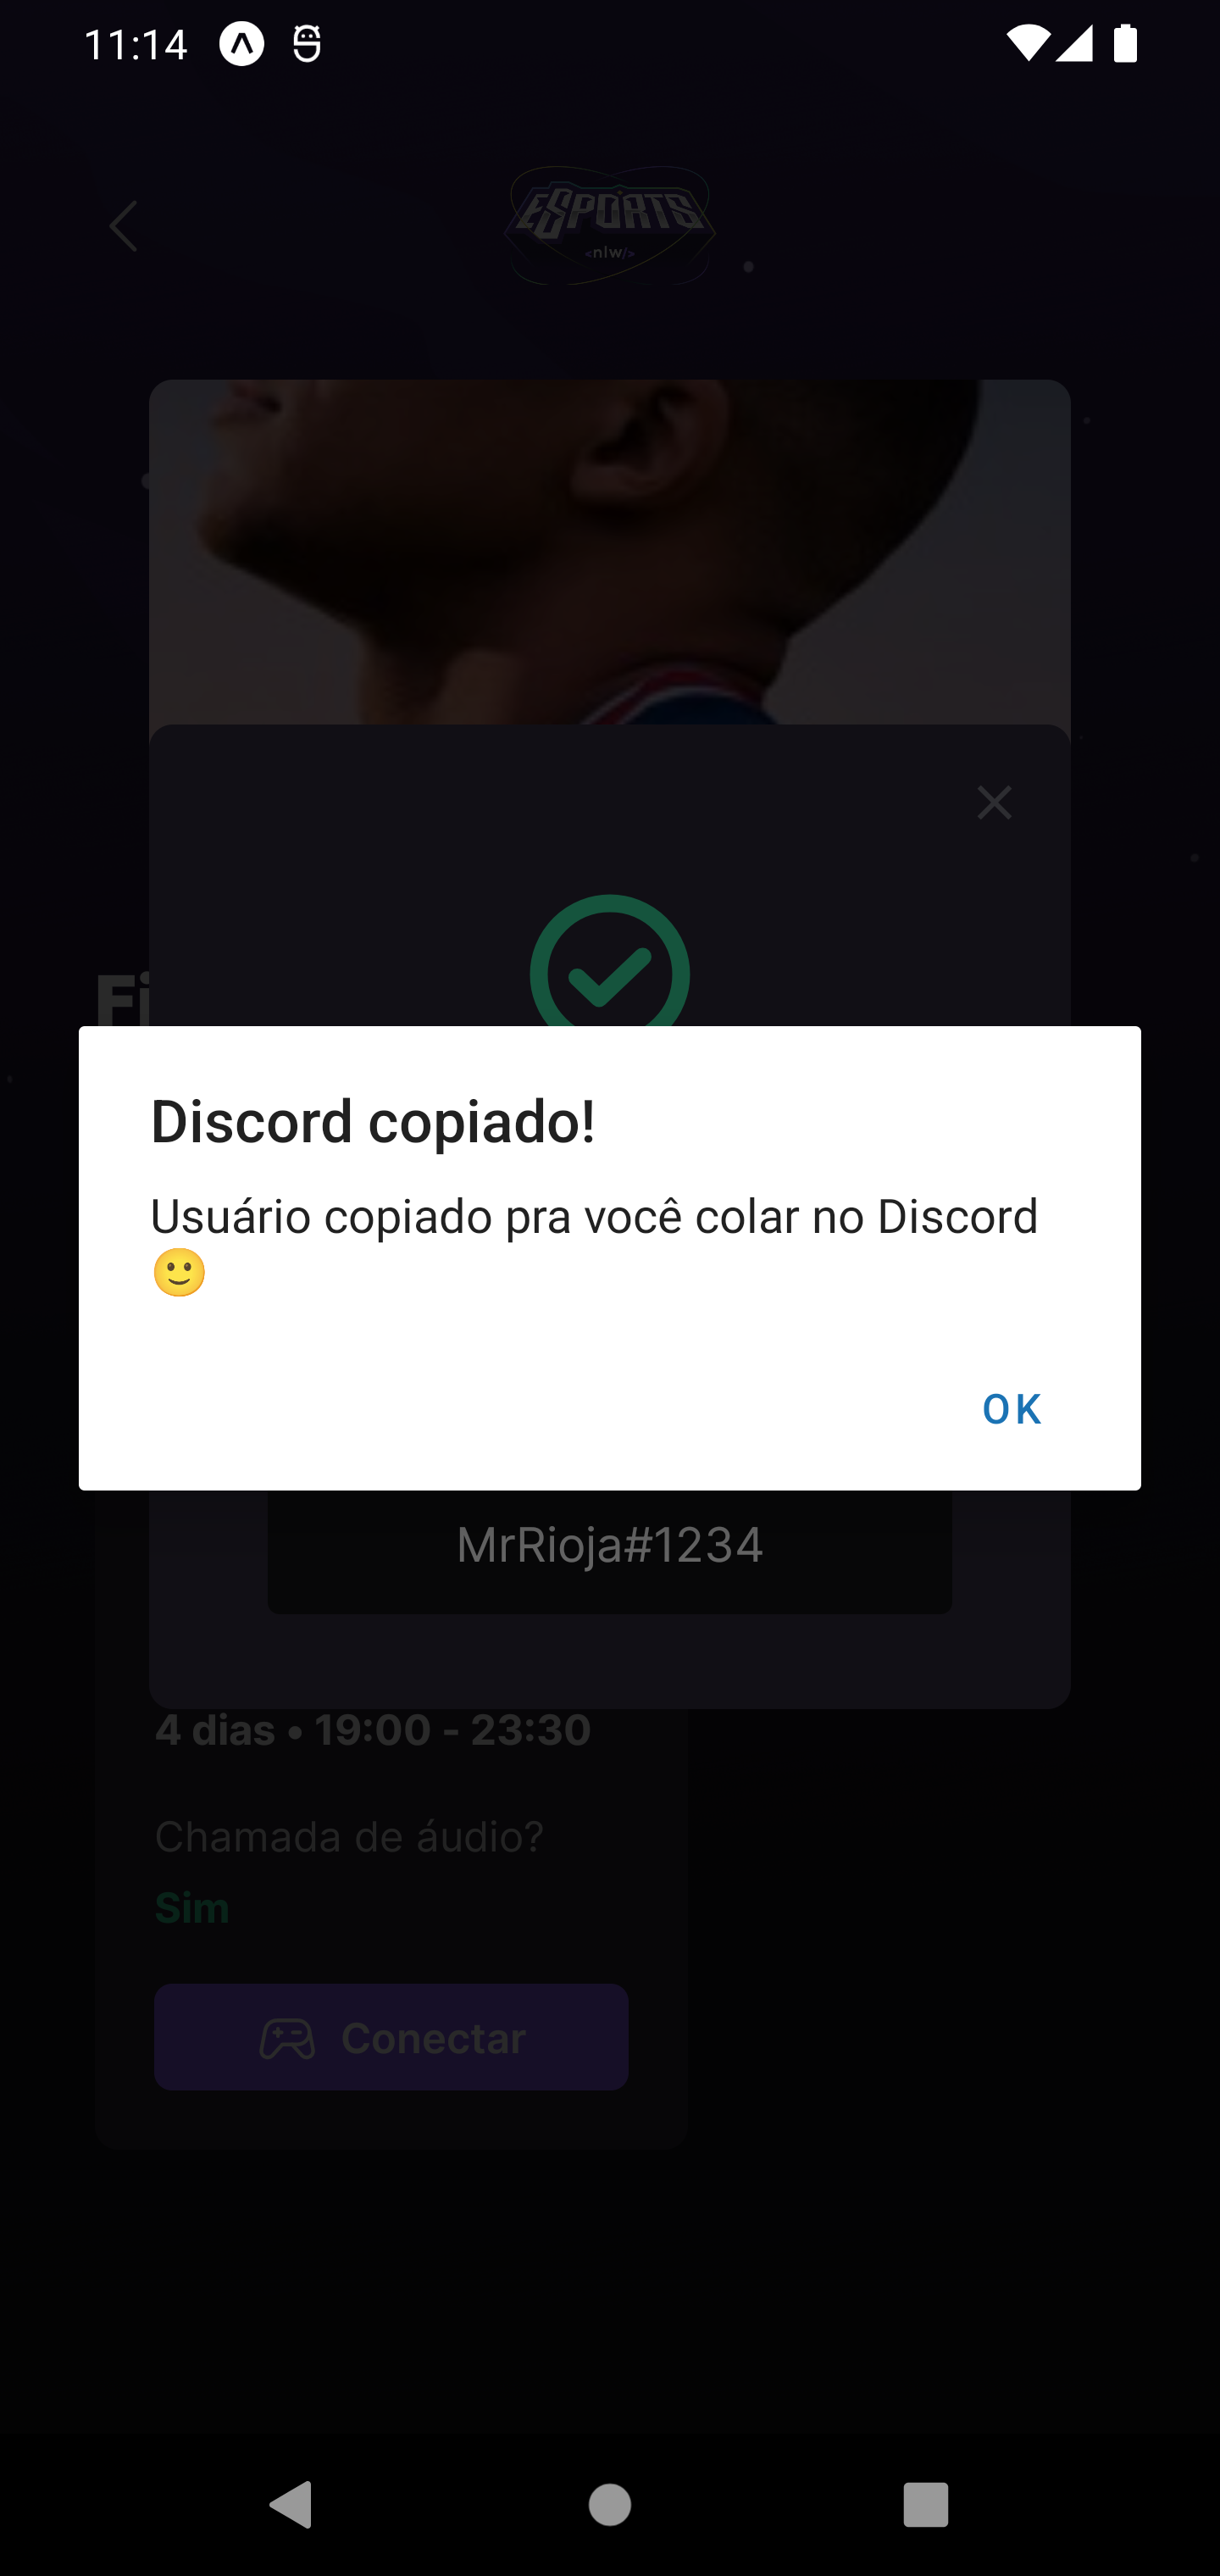 11:14
ESPORTS
<nlw/>
Fi
Discord copiado!
Usuário copiado pra você colar no Discord
🙂
OK
MrRioja#1234
4 dias • 19:00 - 23:30
Chamada de áudio?
Sim
Conectar